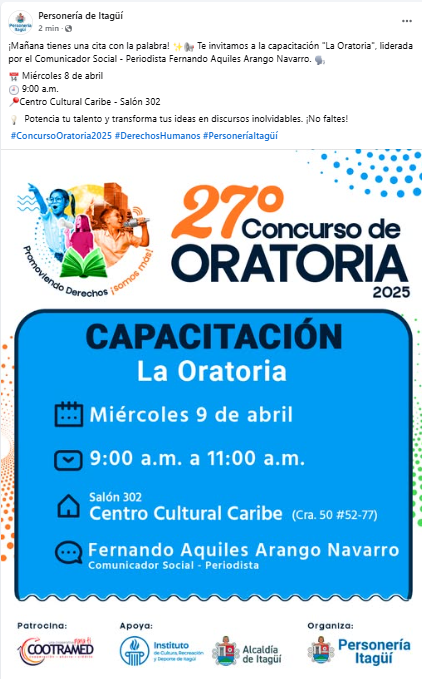 Personería de Itagüí
2 min ·
¡Mañana tienes una cita con la palabra! ✨🗣 Te invitamos a la capacitación "La Oratoria", liderada
por el Comunicador Social - Periodista Fernando Aquiles Arango Navarro. 🗣
📅 Miércoles 8 de abril
🕘 9:00 a.m.
📍Centro Cultural Caribe - Salón 302
💡 Potencia tu talento y transforma tus ideas en discursos inolvidables. ¡No faltes!
#ConcursoOratoria2025 #DerechosHumanos #PersoneríaItagüí
Promoviendo Derechos ¡somos más!
27º
Concurso de
ORATORIA
2025
CAPACITACIÓN
La Oratoria
Miércoles 9 de abril
9:00 a.m. a 11:00 a.m.
Salón 302
Centro Cultural Caribe (Cra. 50 #52-77)
Fernando Aquiles Arango Navarro
Comunicador Social - Periodista
Patrocina:
Apoya:
Organiza:
COOTRAMED
Instituto
de Cultura, Recreación
y Deporte de Itagüí
Alcaldía
de Itagüí
Personería
Itagüí